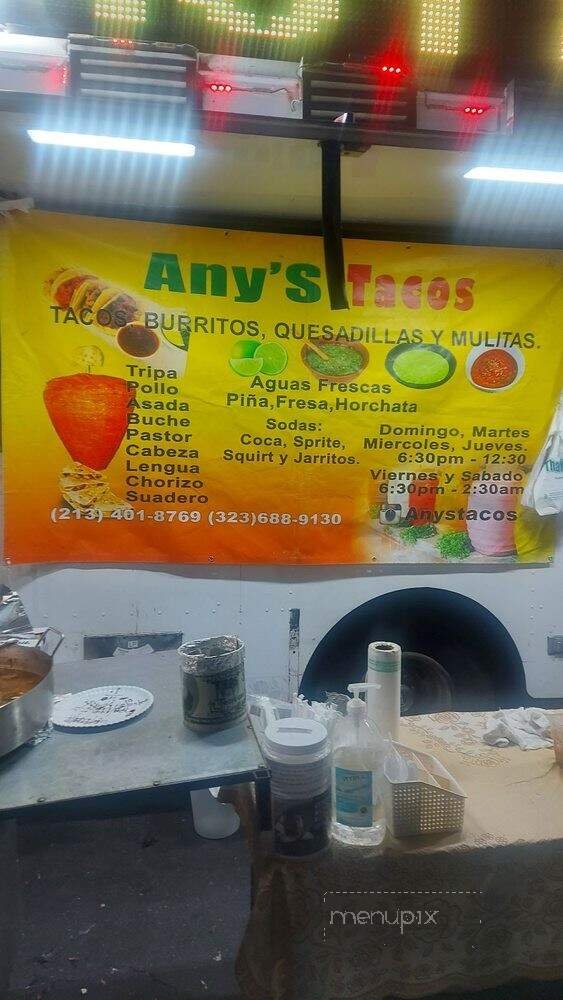 Any's Tacos
TACOS, BURRITOS, QUESADILLAS Y MULITAS.
Tripa
Pollo
Asada
Buche
Pastor
Cabeza
Lengua
Chorizo
Suadero
Aguas Frescas
Piña,Fresa,Horchata
Sodas:
Coca, Sprite,
Squirt y Jarritos.
Domingo, Martes
Miercoles, Jueves.
6:30pm - 12:30
Viernes y Sabado
6:30pm - 2:30am
(213) 401-8769 (323)688-9130
Anystacos
menupix